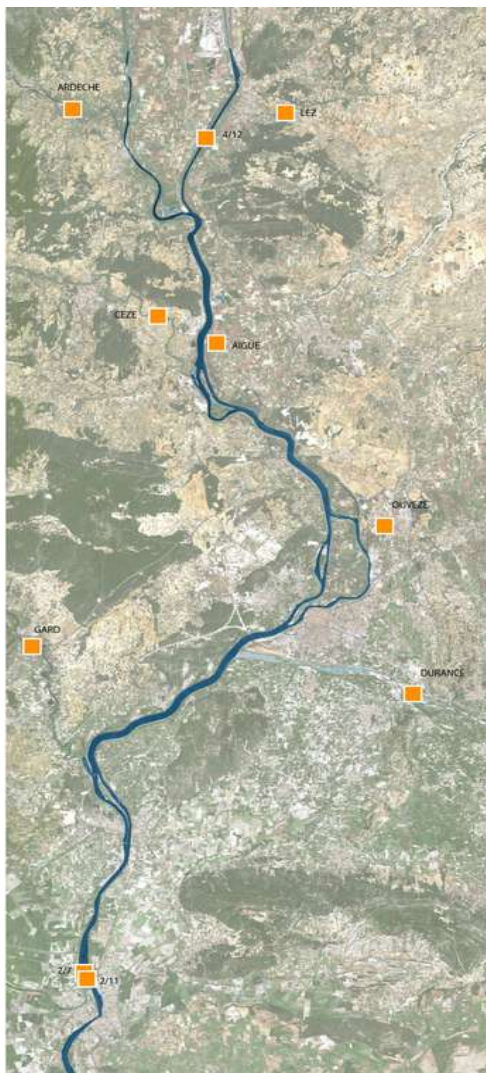 ARDECHE
LEZ
4/12
CEZE
AIGUE
OUVEZE
GARD
DURANCE
2/7
2/11